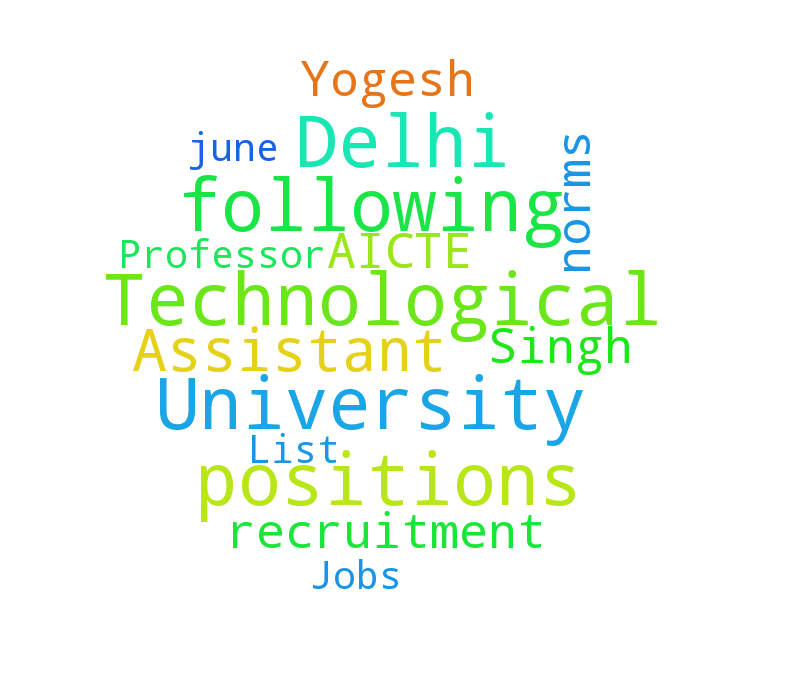 Yogesh
june
Delhi
norms
following
Professor
AICTE
Technological
Assistant
Singh
University
List
positions
recruitment
Jobs